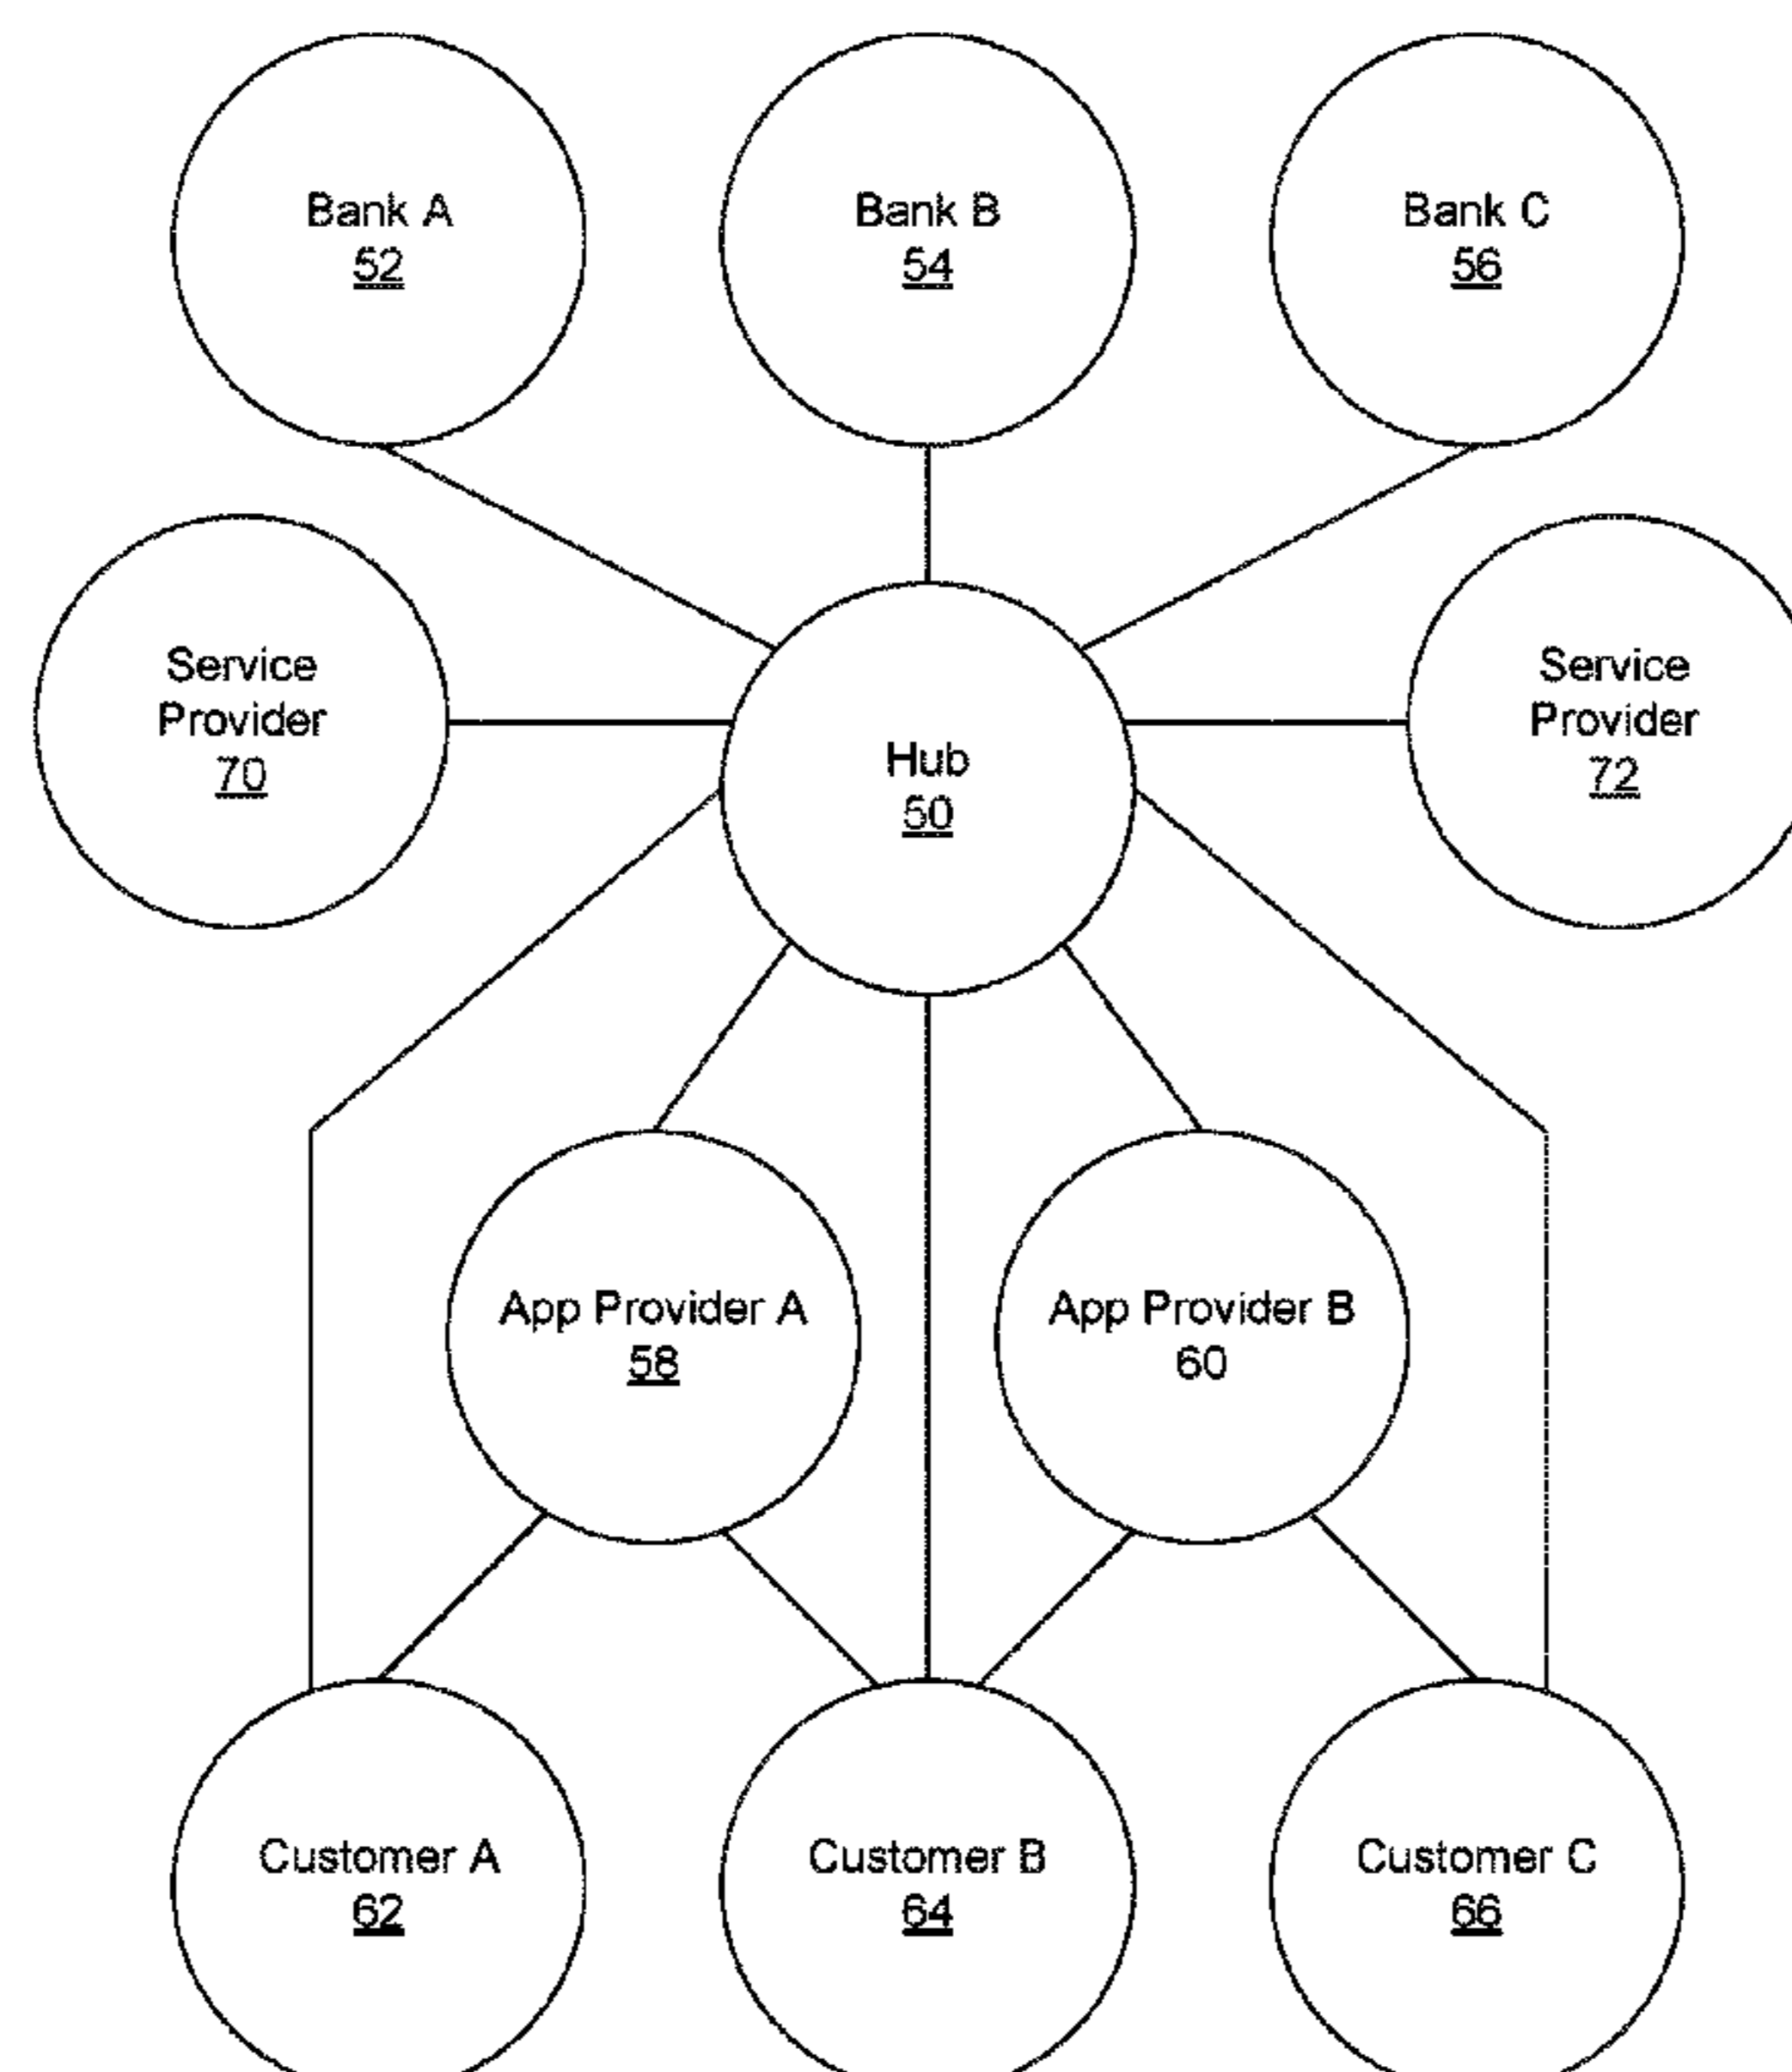 Bank A
52
Bank B
54
Bank C
56
Service
Provider
70
Hub
50
Service
Provider
72
App Provider A
58
App Provider B
60
Customer A
62
Customer B
64
Customer C
66